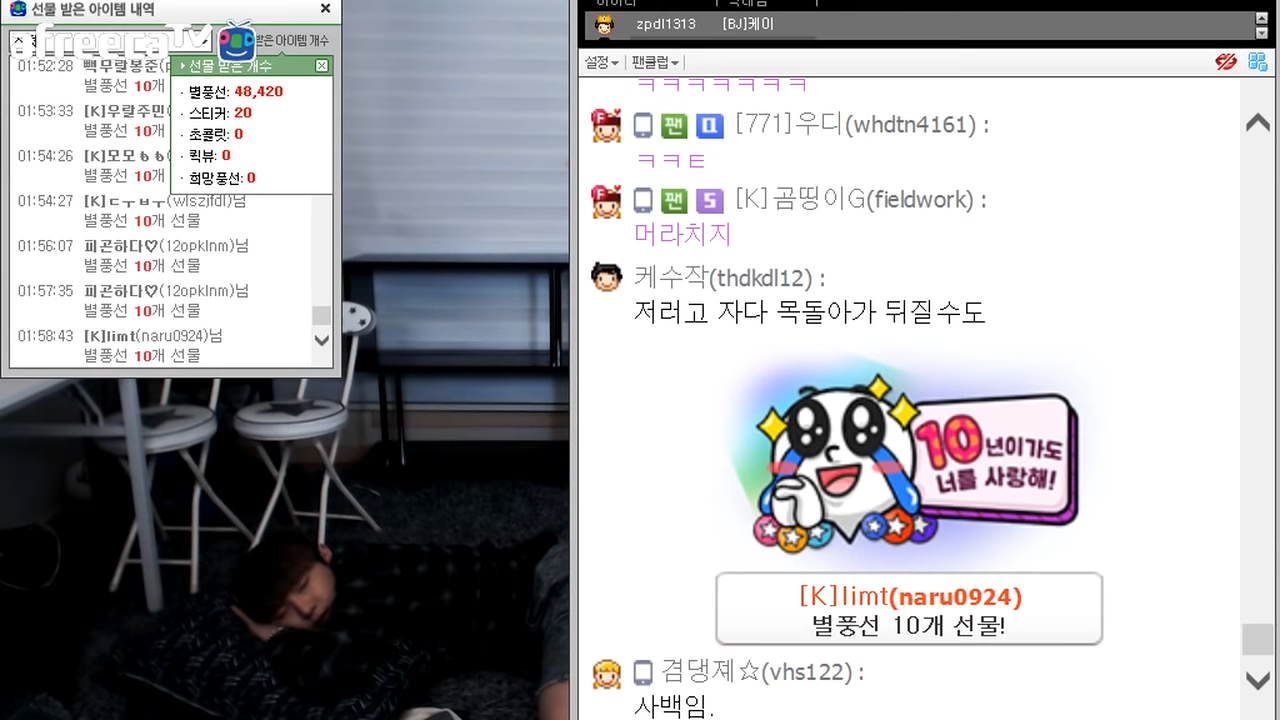 선물 받은 아이템 내역
afreecaTV
받은 아이템 개수
선물 받은 개수
별풍선: 48,420
스티커: 20
초콜릿: 0
퀵뷰: 0
희망풍선: 0
01:52:28
별풍선 10개
01:53:33 [K]우랄주민(
별풍선 10개
01:54:26 [K]모모
별풍선 10개
01:54:27 [K]ㄷㅜㅂㅜ(wlszjfdl)님
별풍선 10개 선물
01:56:07 피곤하다♡(12opklnm)님
별풍선 10개 선물
01:57:35 피곤하다♡(12opklnm)님
별풍선 10개 선물
01:58:43 [K]limt(naru0924)님
별풍선 10개 선물
zpdl1313 [BJ]케이
설정 팬클럽
ㅋㅋㅋㅋㅋㅋㅋ
팬 [771]우디(whdtn4161) :
ㅋㅋㅌ
팬 5 [K]곰띵이G(fieldwork) :
머라치지
케수작(thdkdl12) :
저러고 자다 목돌아가 뒤질수도
10년이가도
너를 사랑해!
[K]limt(naru0924)
별풍선 10개 선물!
겸댕제☆(vhs122) :
사백임.